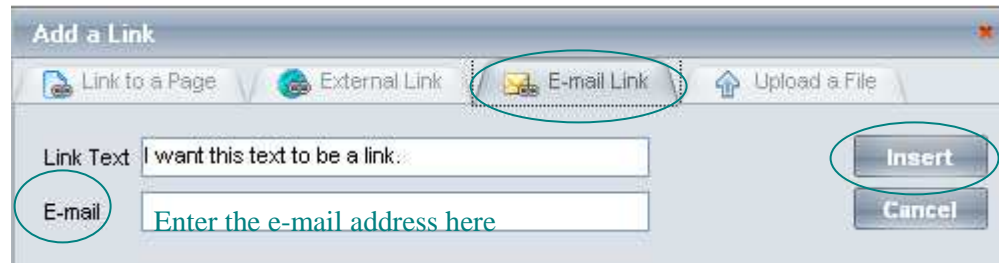 Add a Link
Link to a Page External Link E-mail Link Upload a File
Link Text I want this text to be a link. Insert
E-mail Enter the e-mail address here Cancel